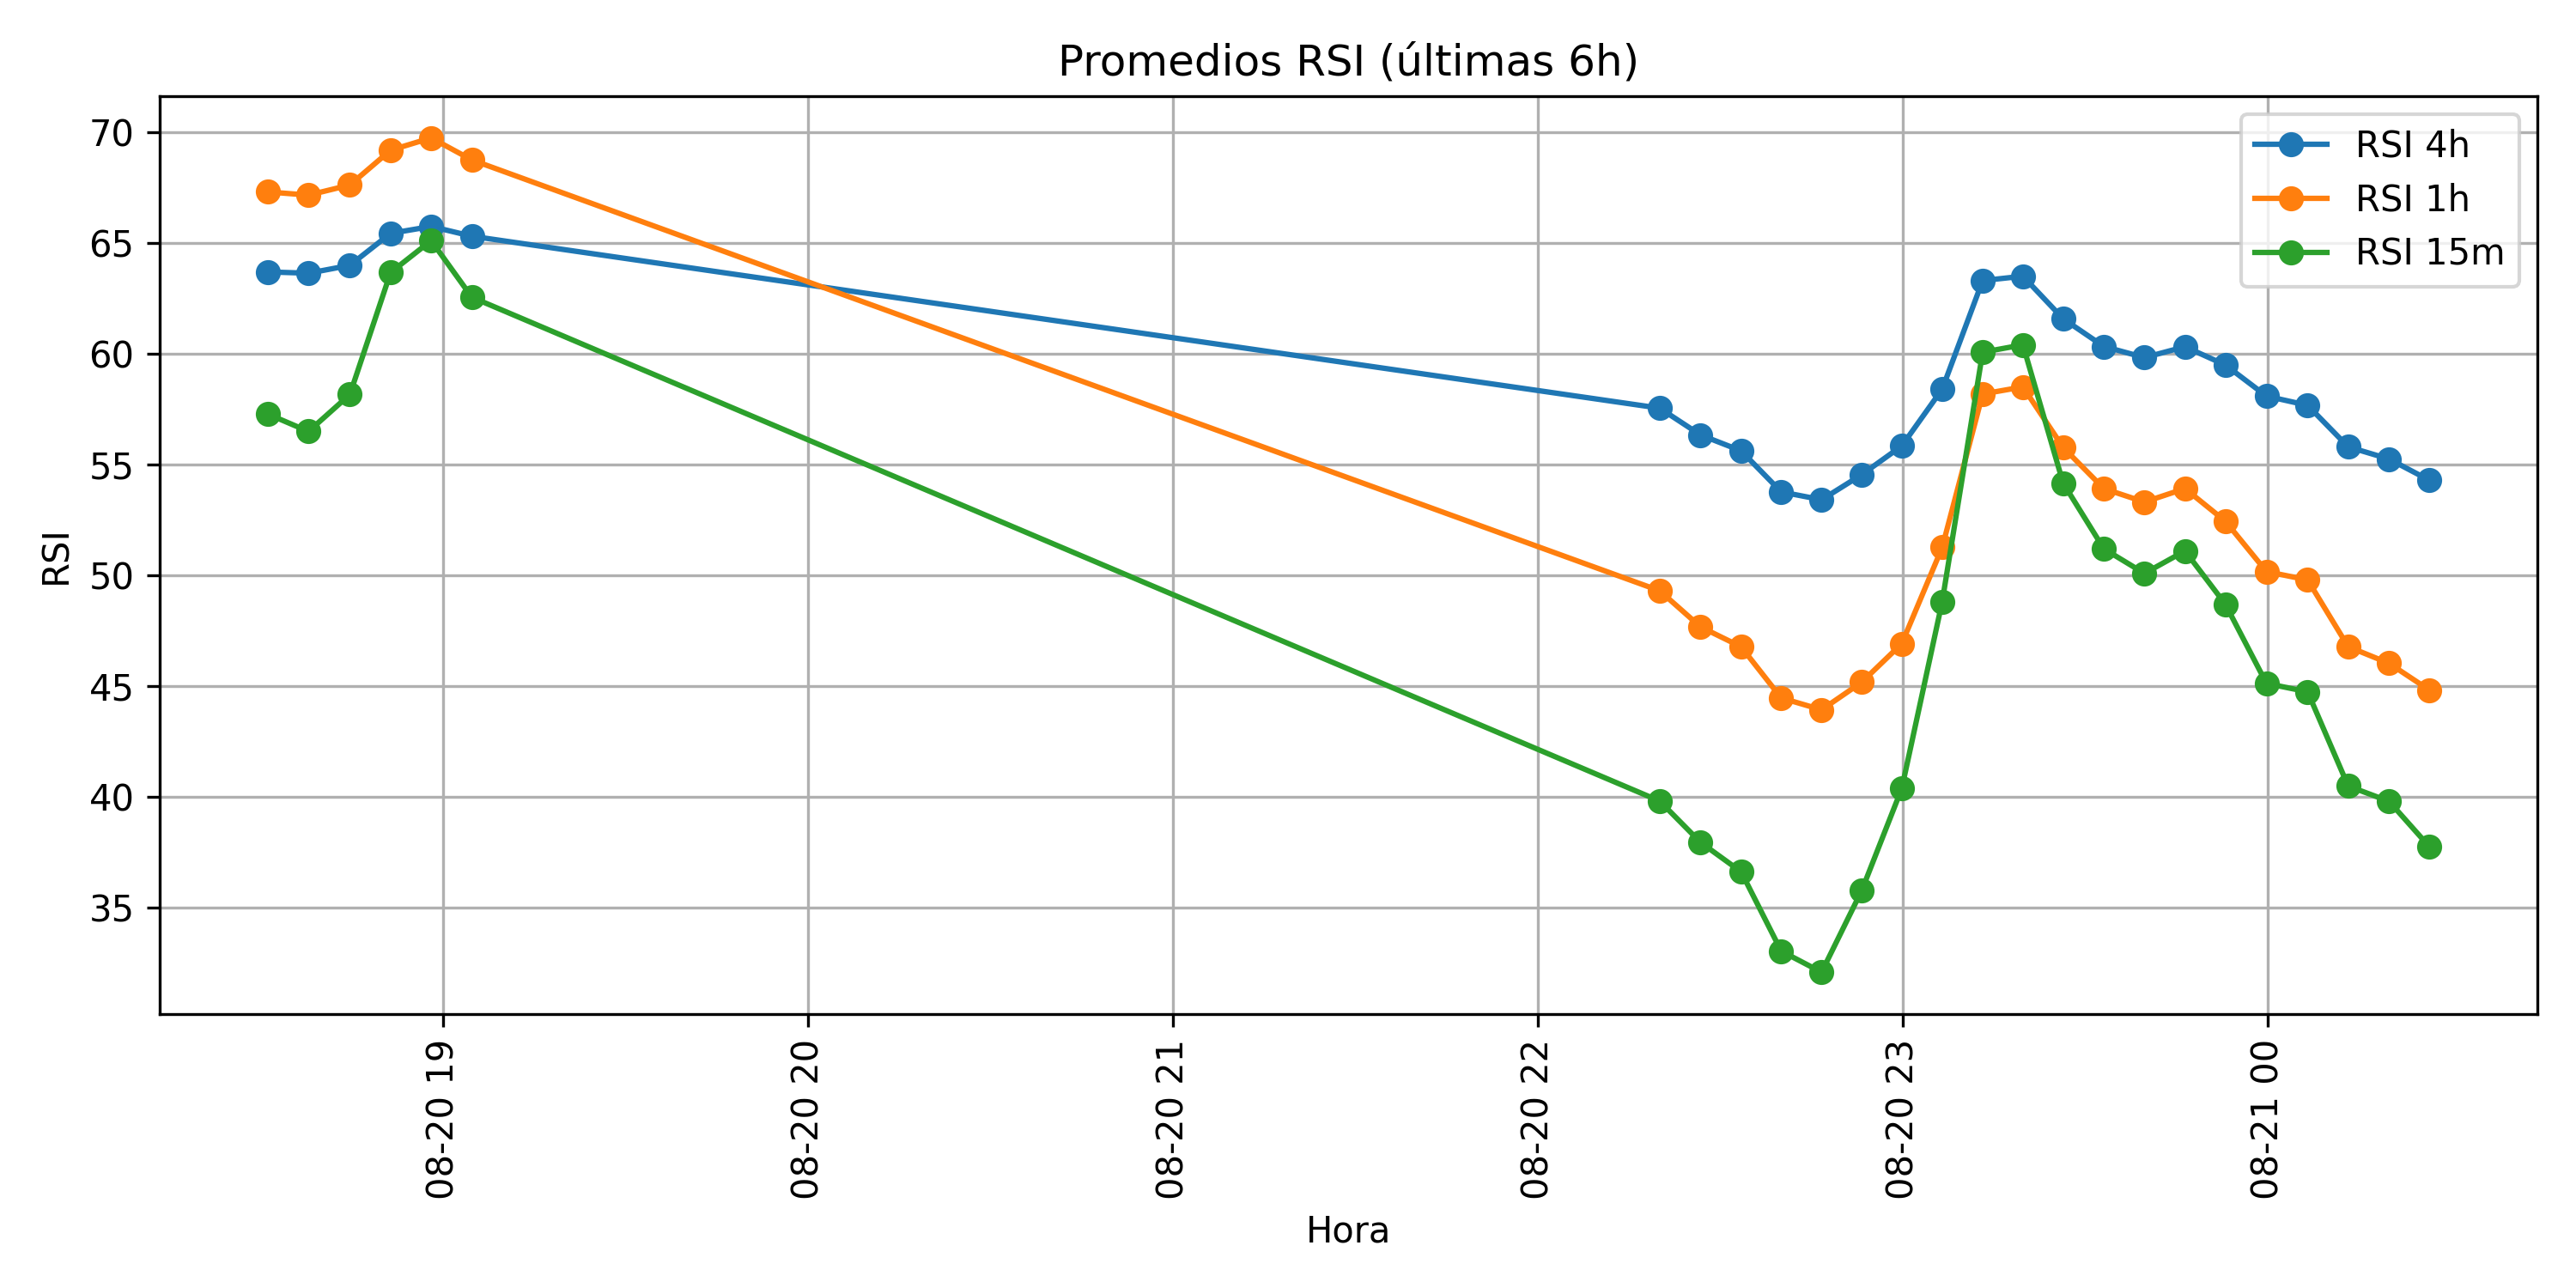 Promedios RSI (últimas 6h)
RSI 4h
RSI 1h
RSI 15m
RSI
70
65
60
55
50
45
40
35
08-20 19
08-20 20
08-20 21
08-20 22
08-20 23
08-21 00
Hora